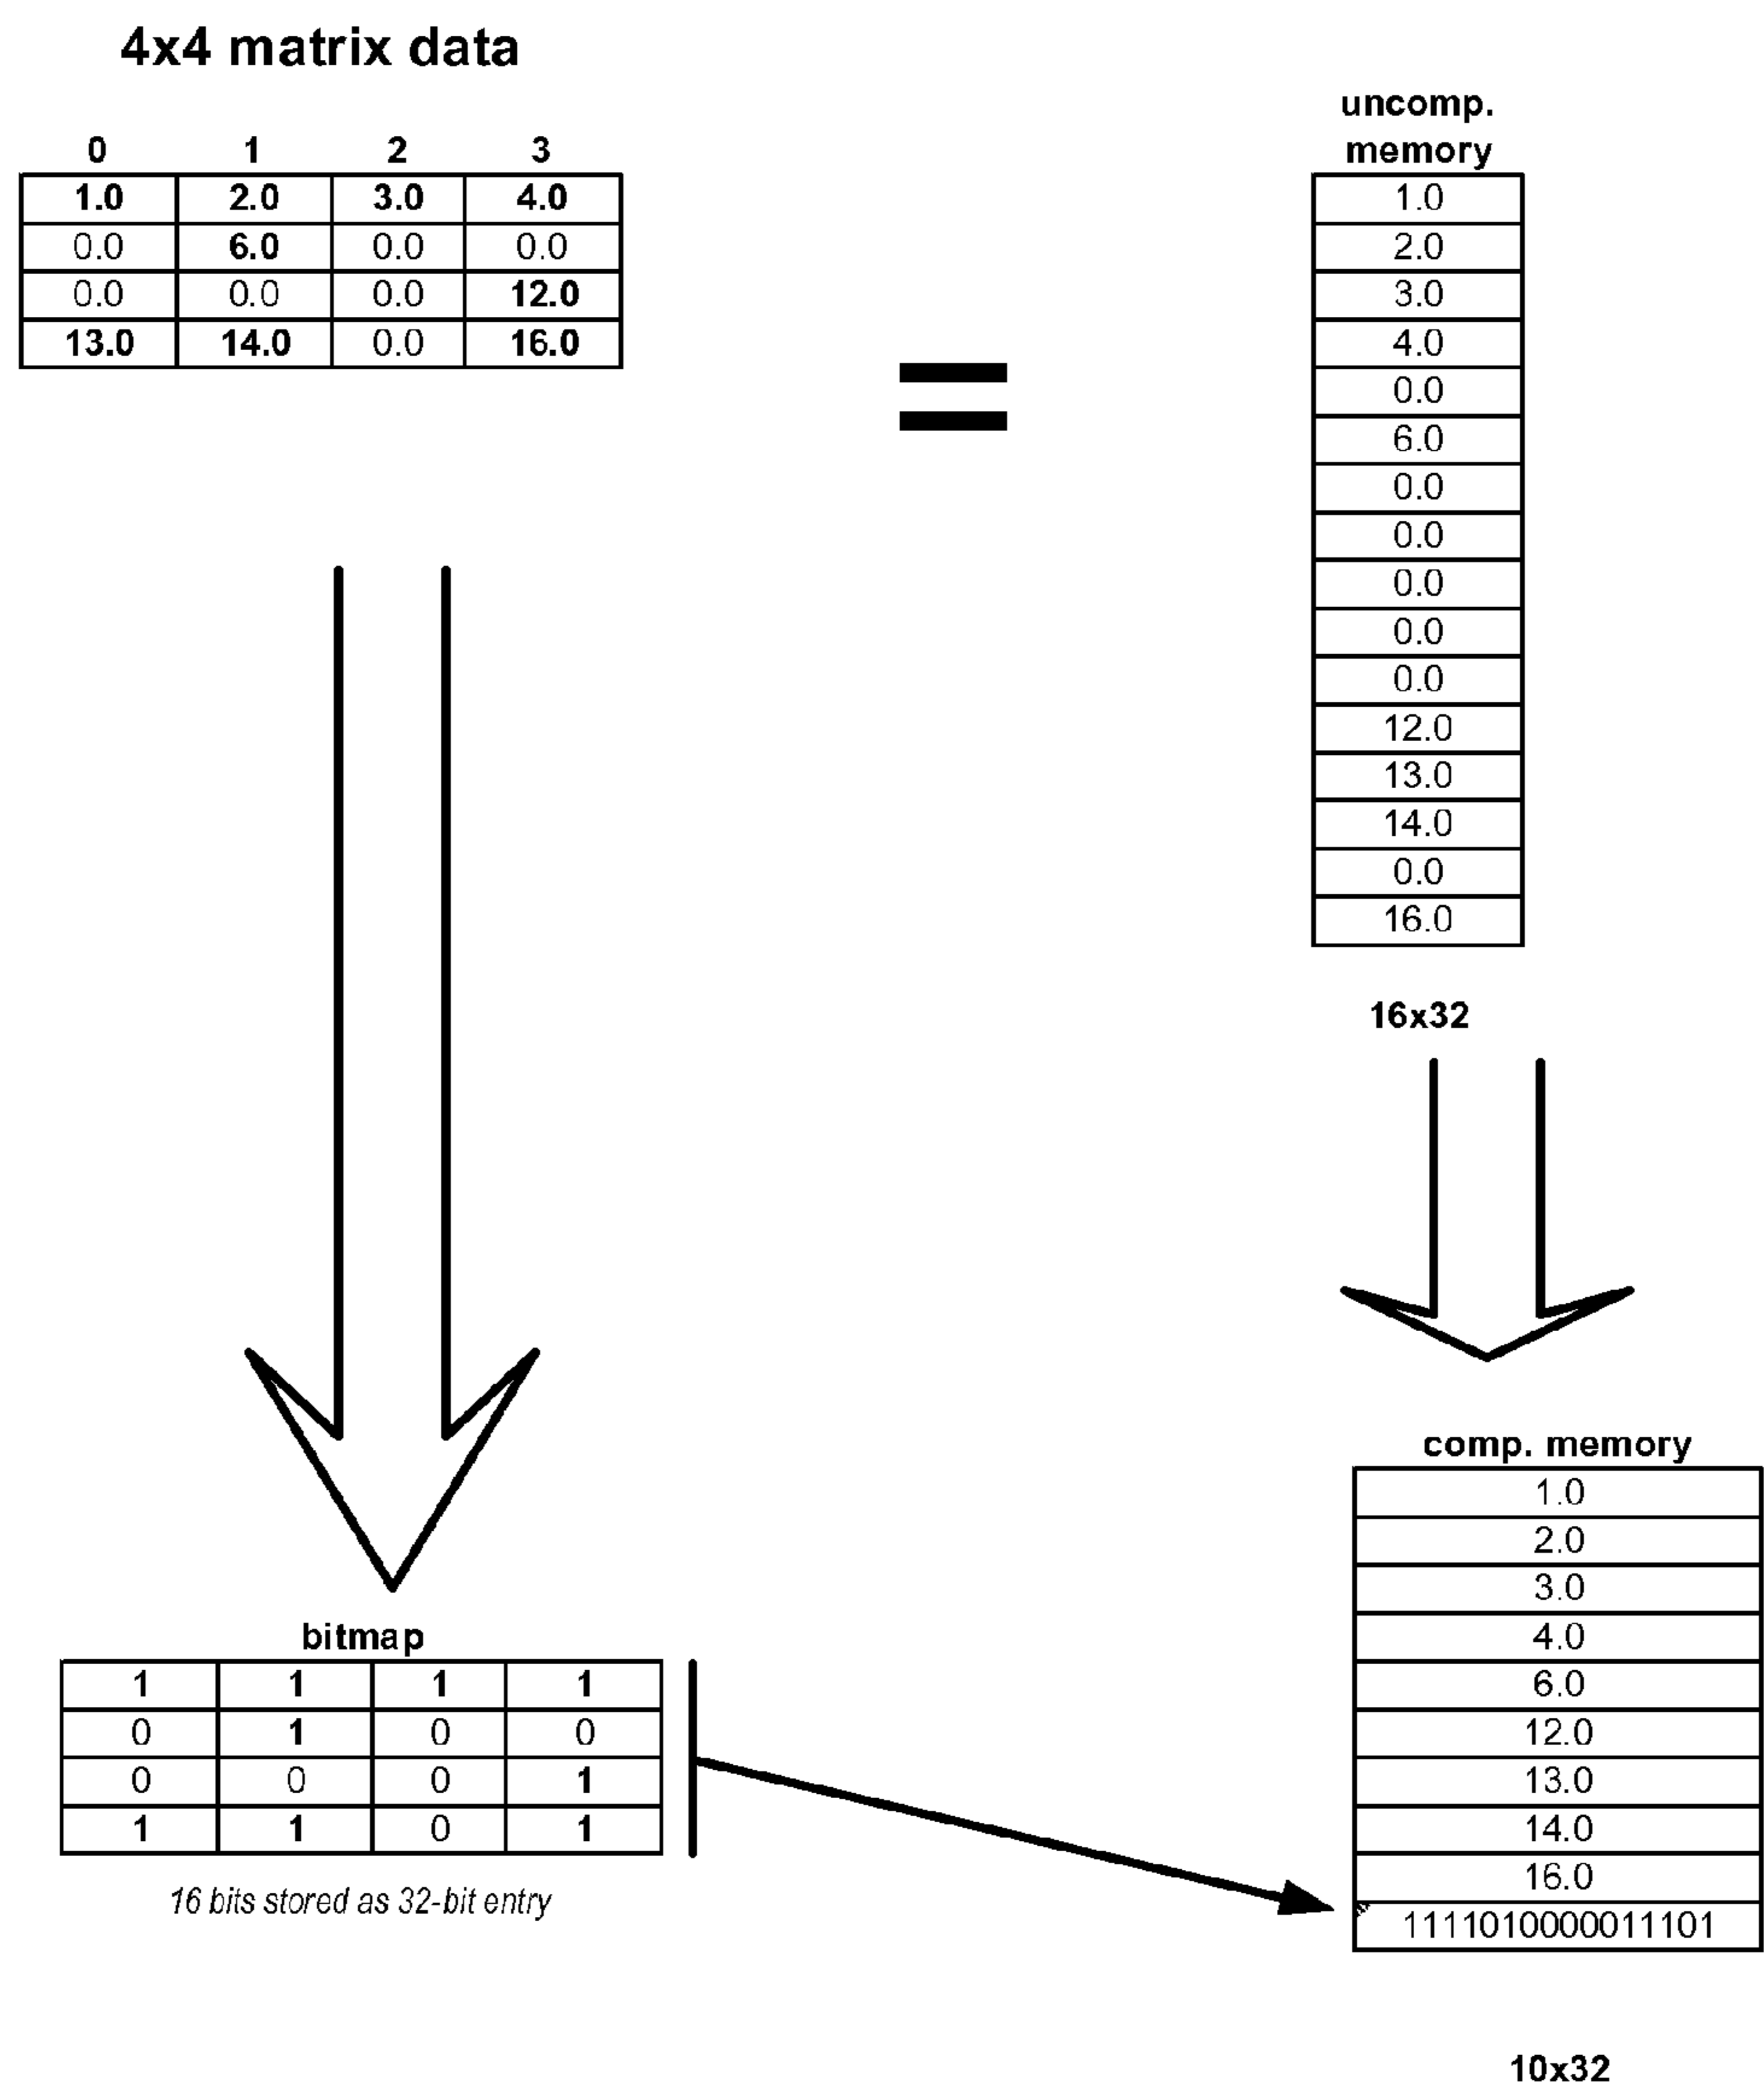 4x4 matrix data
0 1 2 3
1.0 2.0 3.0 4.0
0.0 6.0 0.0 0.0
0.0 0.0 0.0 12.0
13.0 14.0 0.0 16.0
uncomp.
memory
1.0
2.0
3.0
4.0
0.0
6.0
0.0
0.0
0.0
0.0
0.0
12.0
13.0
14.0
0.0
16.0
16x32
bitmap
1 1 1 1
0 1 0 0
0 0 0 1
1 1 0 1
16 bits stored as 32-bit entry
comp. memory
1.0
2.0
3.0
4.0
6.0
12.0
13.0
14.0
16.0
1111010000011101
10x32